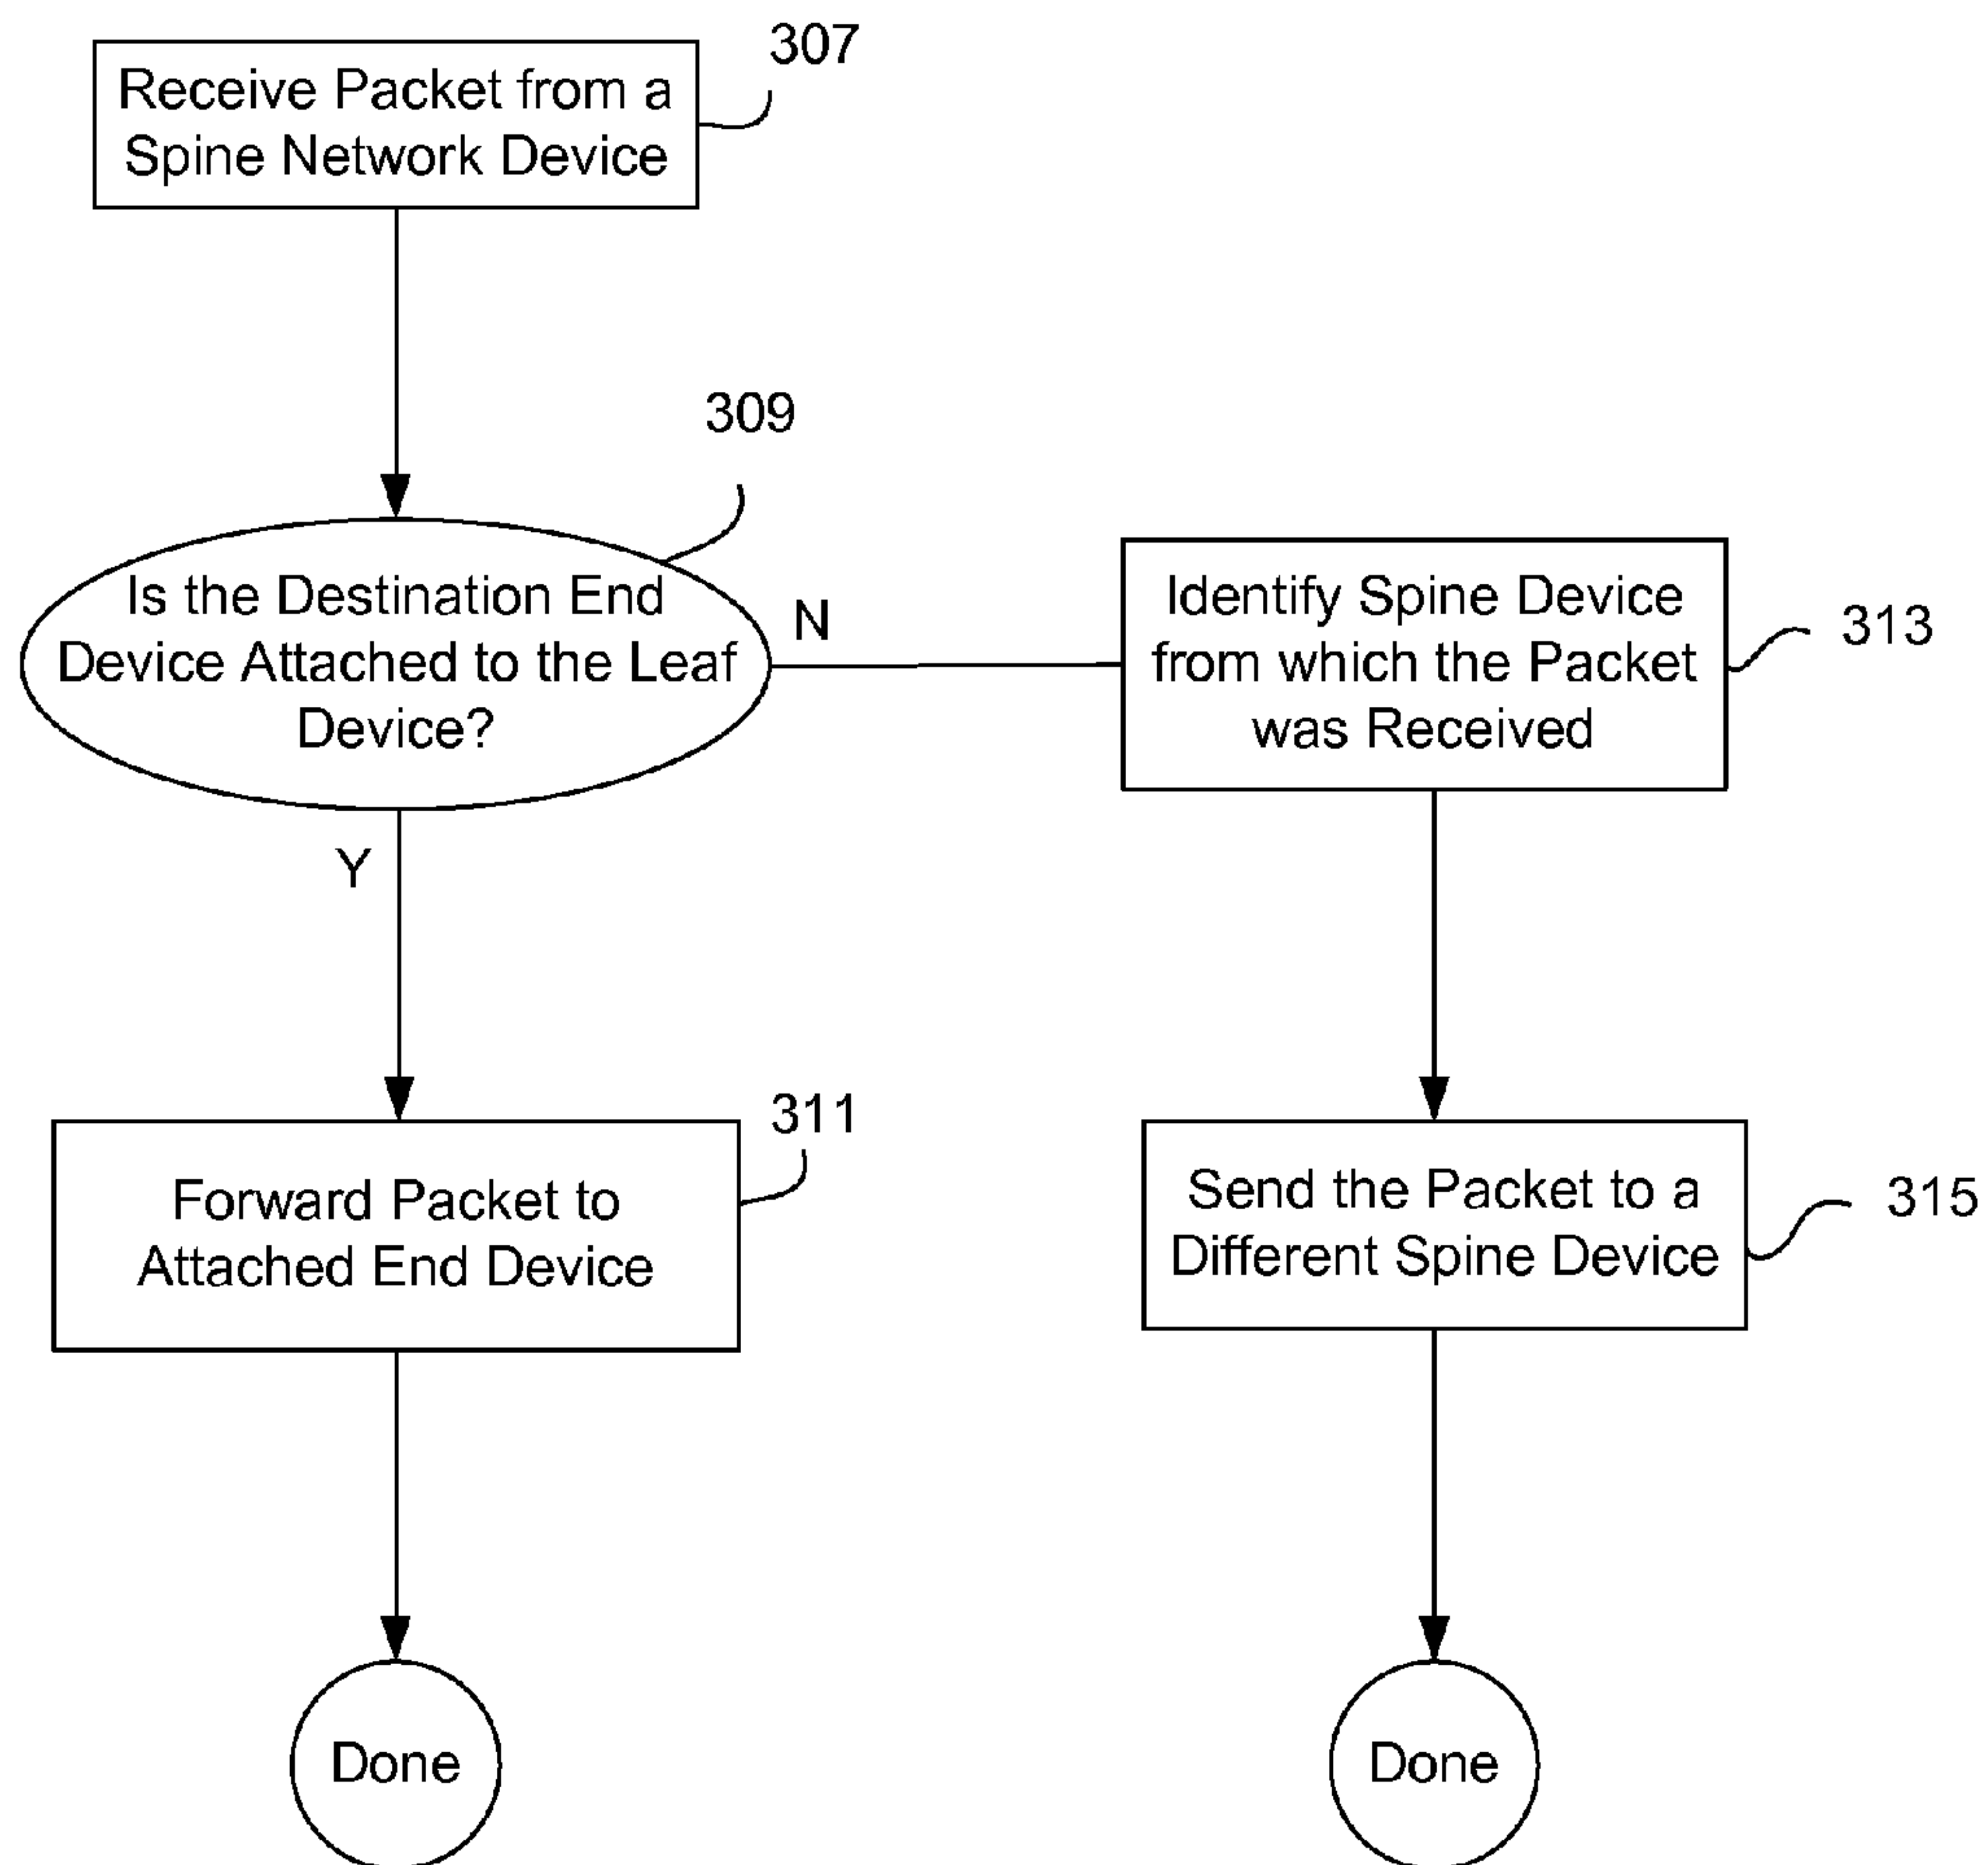 307
Receive Packet from a
Spine Network Device
309
Is the Destination End
Device Attached to the Leaf
Device?
N
Identify Spine Device
from which the Packet
was Received
313
Y
311
Forward Packet to
Attached End Device
Send the Packet to a
Different Spine Device
315
Done
Done